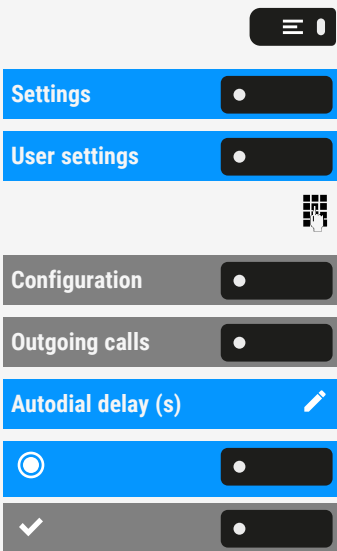 Settings
User settings
Configuration
Outgoing calls
Autodial delay (s)